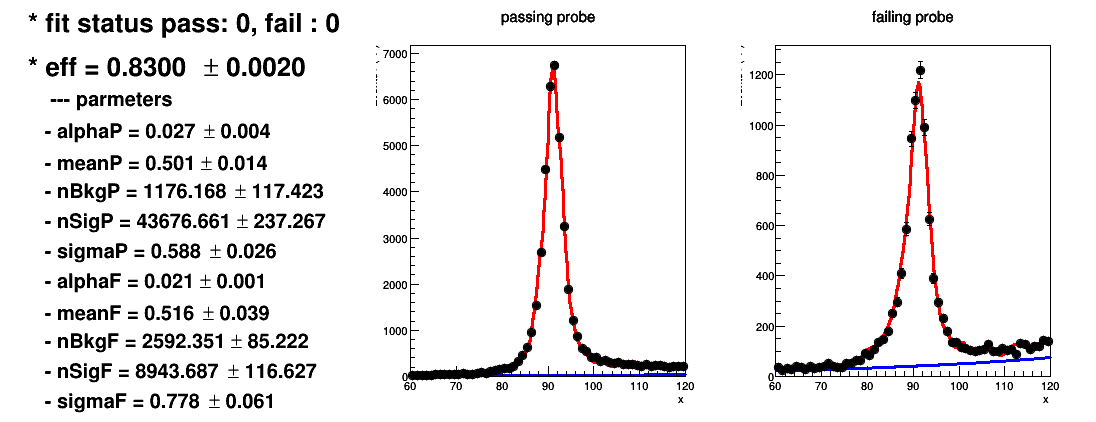 * fit status pass: 0, fail : 0
* eff = 0.8300 ± 0.0020
--- parmeters
- alphaP = 0.027 ± 0.004
- meanP = 0.501 ± 0.014
- nBkgP = 1176.168 ± 117.423
- nSigP = 43676.661 ± 237.267
- sigmaP = 0.588 ± 0.026
- alphaF = 0.021 ± 0.001
- meanF = 0.516 ± 0.039
- nBkgF = 2592.351 ± 85.222
- nSigF = 8943.687 ± 116.627
- sigmaF = 0.778 ± 0.061
passing probe
7000
6000
5000
4000
3000
2000
1000
0
60 70 80 90 100 110 120
x
failing probe
1200
1000
800
600
400
200
0
60 70 80 90 100 110 120
x